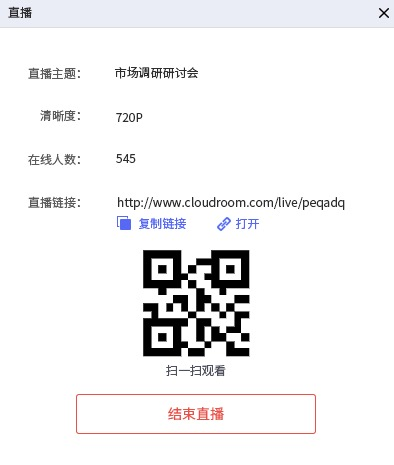 直播
直播主题： 市场调研研讨会
清晰度： 720P
在线人数： 545
直播链接： http://www.cloudroom.com/live/peqadq
复制链接 打开
扫一扫观看
结束直播